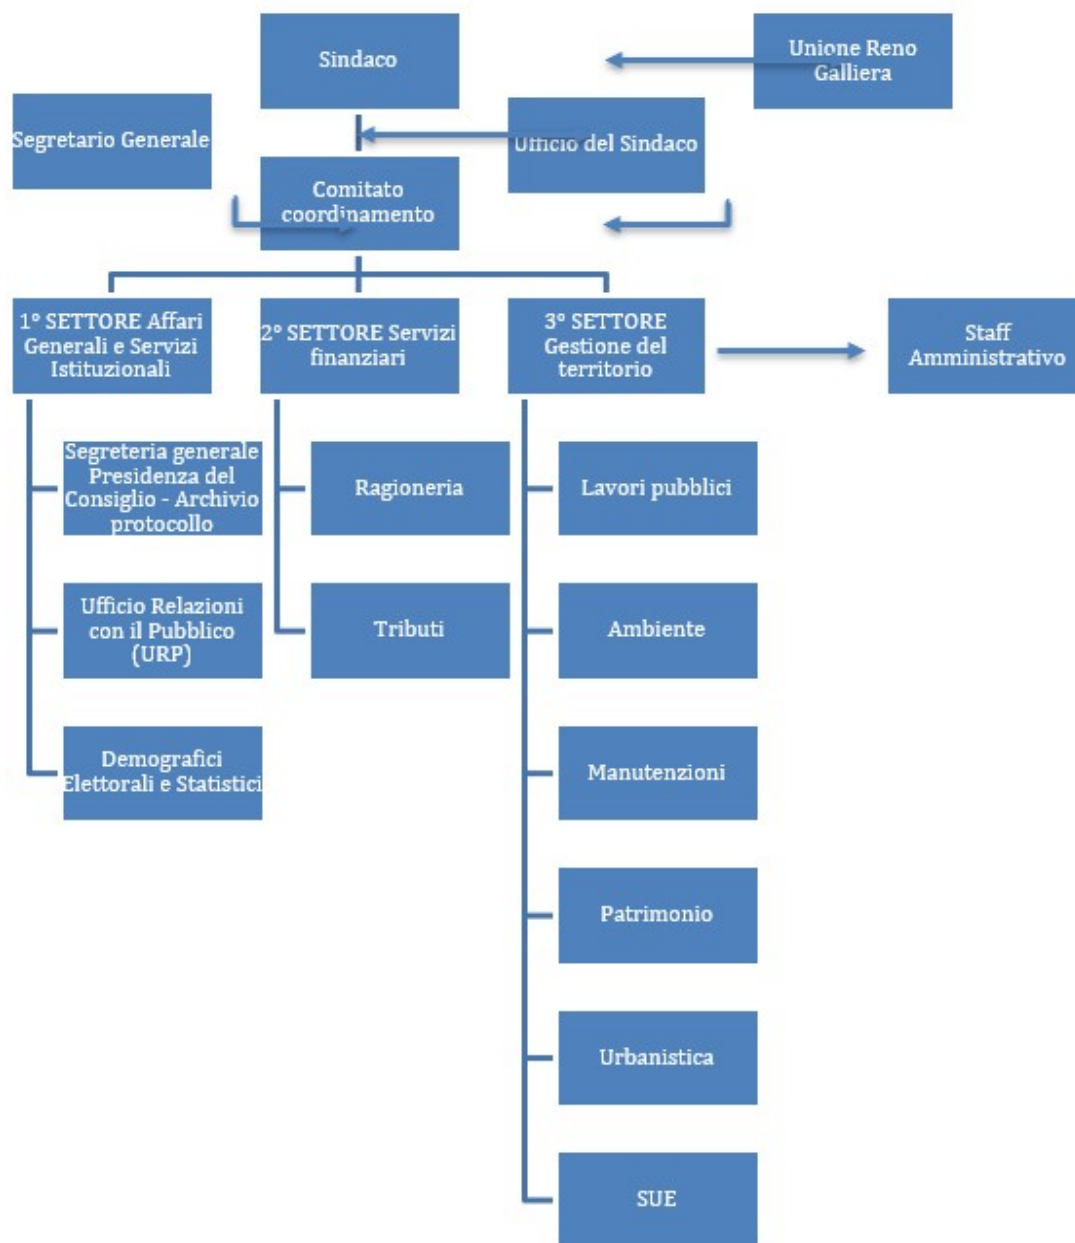 Sindaco
Unione Reno
Galliera
Segretario Generale
Ufficio del Sindaco
Comitato
coordinamento
1° SETTORE Affari
Generali e Servizi
Istituzionali
2° SETTORE Servizi
finanziari
3° SETTORE
Gestione del
territorio
Staff
Amministrativo
Segreteria generale
Presidenza del
Consiglio - Archivio
protocollo
Ragioneria
Lavori pubblici
Ufficio Relazioni
con il Pubblico
(URP)
Tributi
Ambiente
Demografici
Elettorali e Statistici
Manutenzioni
Patrimonio
Urbanistica
SUE